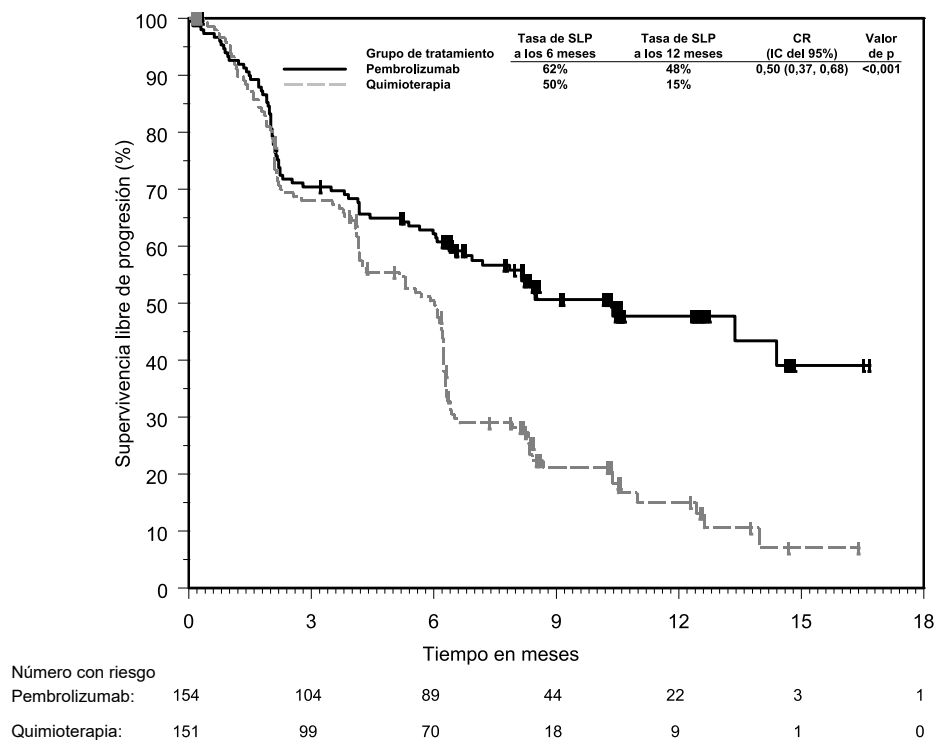 Tasa de SLP Tasa de SLP CR Valor
Grupo de tratamiento a los 6 meses a los 12 meses (IC del 95%) de p
Pembrolizumab 62% 48% 0,50 (0,37, 0,68) <0,001
Quimioterapia 50% 15%
Supervivencia libre de progresión (%)
100
90
80
70
60
50
40
30
20
10
0
0 3 6 9 12 15 18
Tiempo en meses
Número con riesgo
Pembrolizumab: 154 104 89 44 22 3 1
Quimioterapia: 151 99 70 18 9 1 0